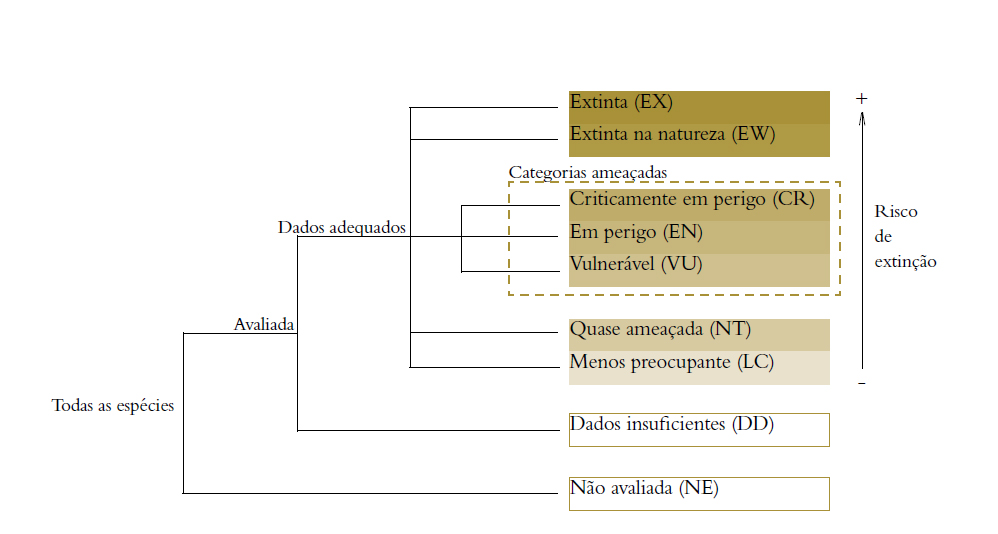 Extinta (EX)
+
Extinta na natureza (EW)
Categorias ameaçadas
Criticamente em perigo (CR)
Risco
de
extinção
Dados adequados
Em perigo (EN)
Vulnerável (VU)
Avaliada
Quase ameaçada (NT)
Menos preocupante (LC)
-
Todas as espécies
Dados insuficientes (DD)
Não avaliada (NE)